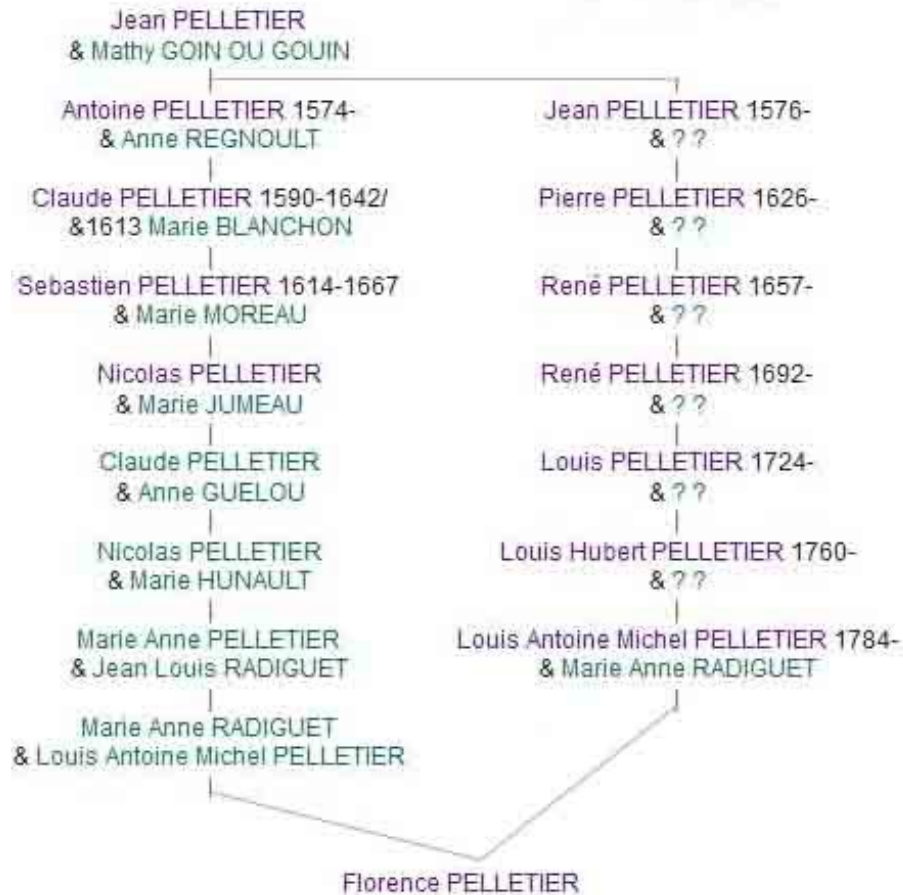 Jean PELLETIER
& Mathy GOIN OU GOUIN
Antoine PELLETIER 1574-
& Anne REGNOULT
Jean PELLETIER 1576-
& ? ?
Claude PELLETIER 1590-1642/
&1613 Marie BLANCHON
Pierre PELLETIER 1626-
& ? ?
Sebastien PELLETIER 1614-1667
& Marie MOREAU
René PELLETIER 1657-
& ? ?
Nicolas PELLETIER
& Marie JUMEAU
René PELLETIER 1692-
& ? ?
Claude PELLETIER
& Anne GUELOU
Louis PELLETIER 1724-
& ? ?
Nicolas PELLETIER
& Marie HUNAULT
Louis Hubert PELLETIER 1760-
& ? ?
Marie Anne PELLETIER
& Jean Louis RADIGUET
Louis Antoine Michel PELLETIER 1784-
& Marie Anne RADIGUET
Marie Anne RADIGUET
& Louis Antoine Michel PELLETIER
Florence PELLETIER